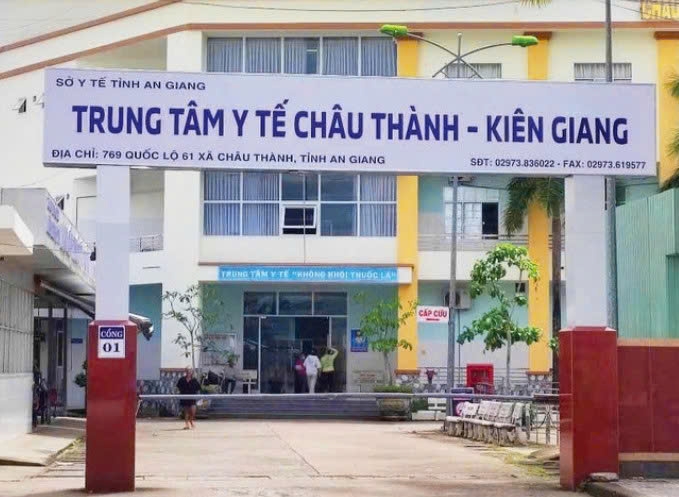 SỞ Y TẾ TỈNH AN GIANG
TRUNG TÂM Y TẾ CHÂU THÀNH - KIÊN GIANG
ĐỊA CHỈ: 769 QUỐC LỘ 61 XÃ CHÂU THÀNH, TỈNH AN GIANG
SĐT: 02973.836022 - FAX: 02973.619577
TRUNG TÂM Y TẾ "KHÔNG KHÓI THUỐC LÁ"
CẤP CỨU
CỔNG
01